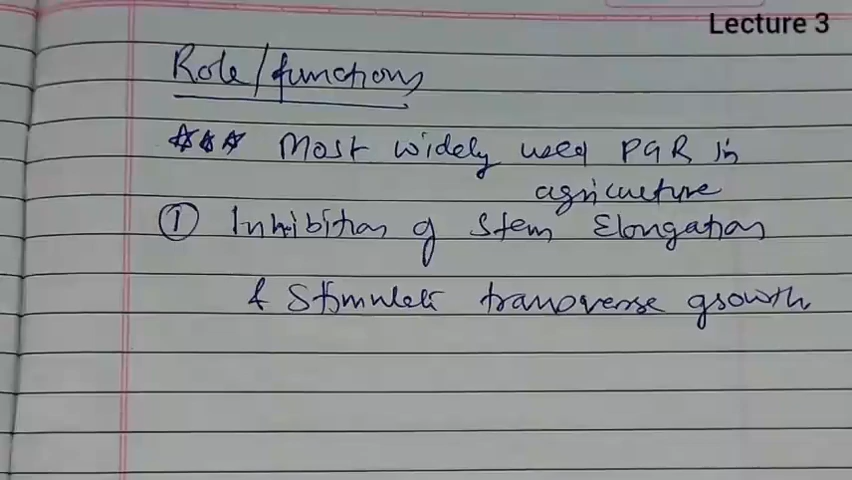 Lecture 3
Role/functions
☆☆☆ Most widely used PGR in
agriculture
① Inhibition of Stem Elongation
& Stimulate transverse growth